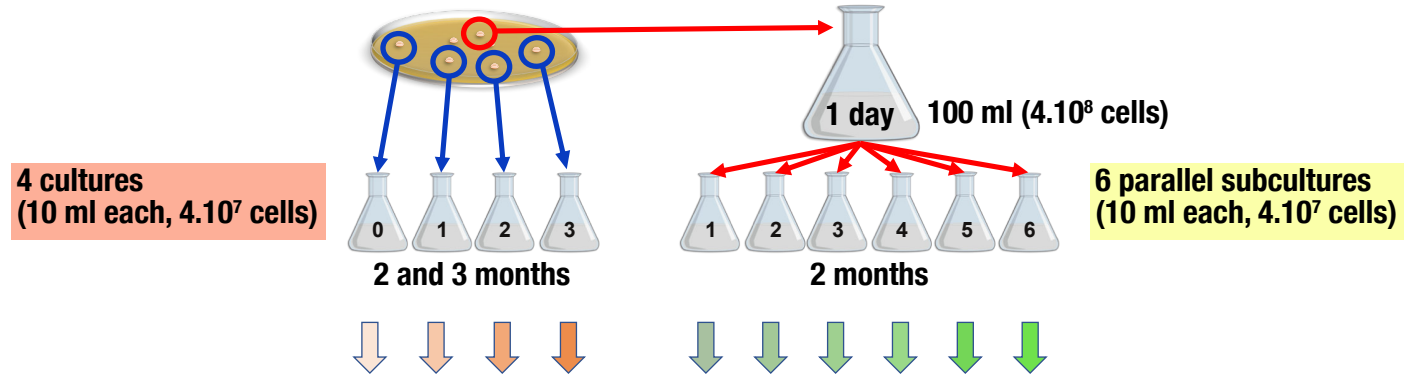 1 day
100 ml (4.10⁸ cells)
4 cultures
(10 ml each, 4.10⁷ cells)
0 1 2 3
1 2 3 4 5 6
6 parallel subcultures
(10 ml each, 4.10⁷ cells)
2 and 3 months
2 months